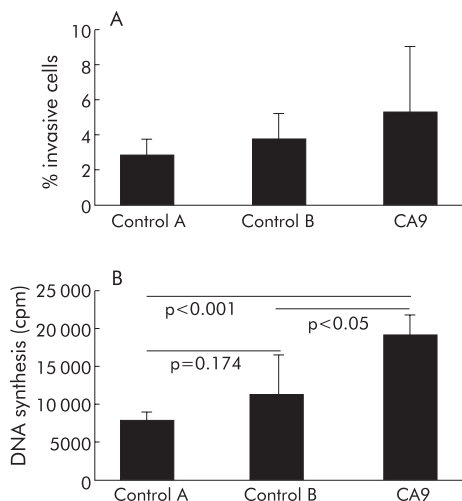 A
10
8
6
4
2
0
% invasive cells
Control A
Control B
CA9
B
25 000
20 000
15 000
10 000
5000
0
DNA synthesis (cpm)
p<0.001
p<0.05
p=0.174
Control A
Control B
CA9